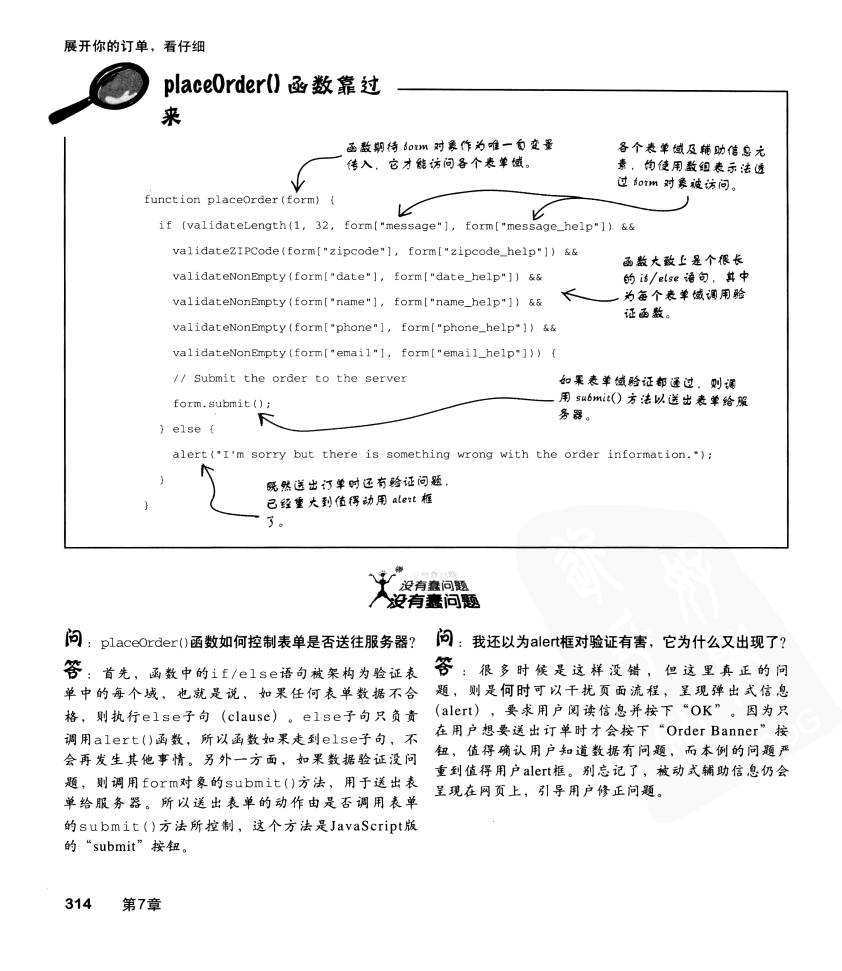 展开你的订单，看仔细
placeOrder() 函数靠过
来
函数期待 form 对象作为唯一自变量
传入，它才能访问各个表单域。
各个表单域及辅助信息元
素，均使用数组表示法透
过 form 对象被访问。
function placeOrder(form) {
if (validateLength(1, 32, form["message"], form["message_help"]) &&
validateZIPCode(form["zipcode"], form["zipcode_help"]) &&
validateNonEmpty(form["date"], form["date_help"]) &&
validateNonEmpty(form["name"], form["name_help"]) &&
validateNonEmpty(form["phone"], form["phone_help"]) &&
validateNonEmpty(form["email"], form["email_help"])) {
函数大致上是个很长
的 if/else 语句，其中
为每个表单域调用验
证函数。
// Submit the order to the server
form.submit();
如果表单域验证都通过，则调
用 submit() 方法以送出表单给服
务器。
} else {
alert("I'm sorry but there is something wrong with the order information.");
}
}
既然送出订单时还有验证问题，
已经重大到值得动用 alert 框
了。
没有蠢问题
没有蠢问题
问：placeOrder()函数如何控制表单是否送往服务器？
答：首先，函数中的if/else语句被架构为验证表
单中的每个域，也就是说，如果任何表单数据不合
格，则执行else子句（clause）。else子句只负责
调用alert()函数，所以函数如果走到else子句，不
会再发生其他事情。另外一方面，如果数据验证没问
题，则调用form对象的submit()方法，用于送出表
单给服务器。所以送出表单的动作由是否调用表单
的submit()方法所控制，这个方法是JavaScript版
的“submit”按钮。
问：我还以为alert框对验证有害，它为什么又出现了？
答：很多时候是这样没错，但这里真正的问
题，则是何时可以干扰页面流程，呈现弹出式信息
（alert），要求用户阅读信息并按下“OK”。因为只
在用户想要送出订单时才会按下“Order Banner”按
钮，值得确认用户知道数据有问题，而本例的问题严
重到值得用户alert框。别忘记了，被动式辅助信息仍会
呈现在网页上，引导用户修正问题。
314 第7章